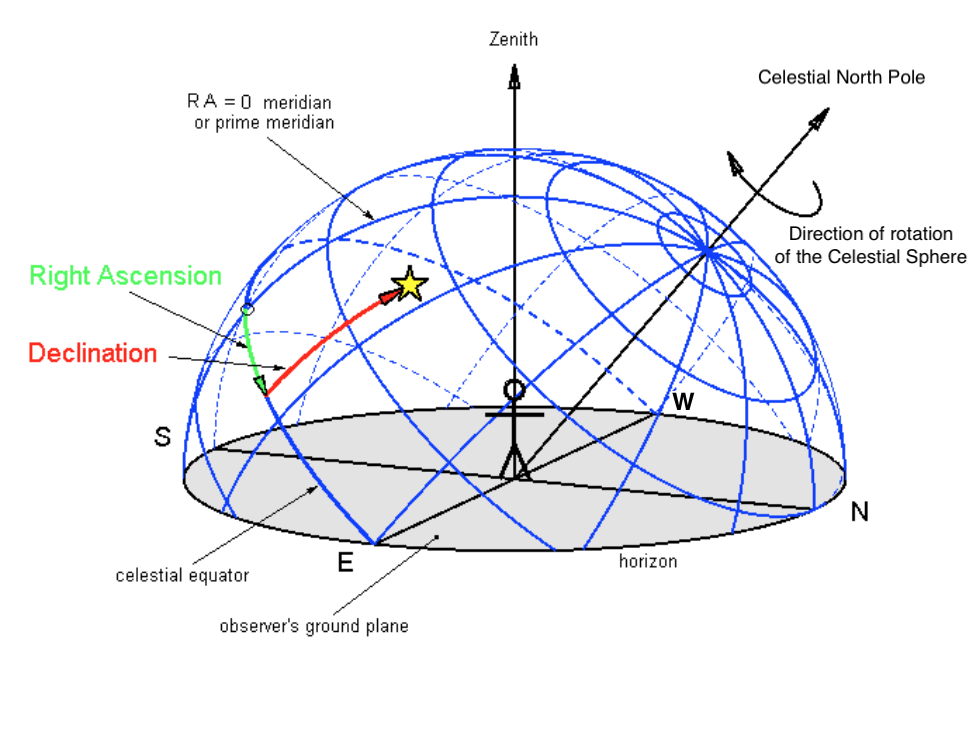 Zenith
Celestial North Pole
RA = 0 meridian
or prime meridian
Direction of rotation
of the Celestial Sphere
Right Ascension
Declination
W
S
N
E
horizon
celestial equator
observer's ground plane